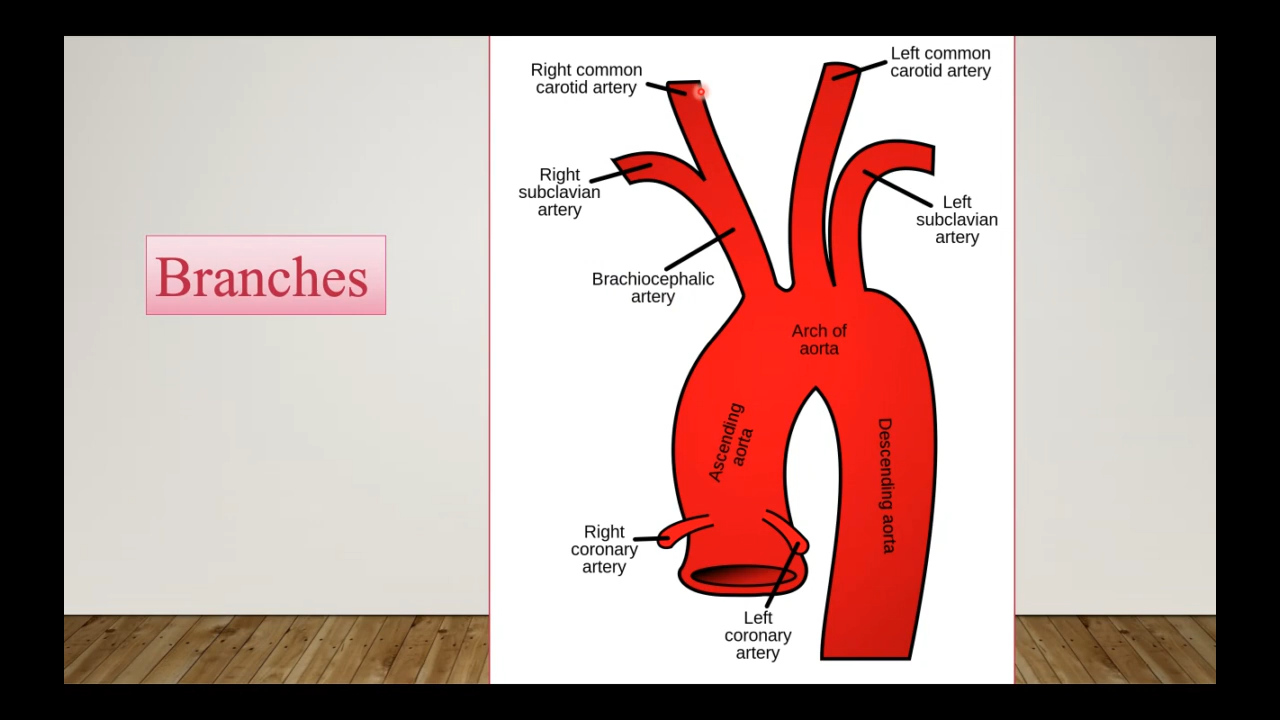 Branches
Right common
carotid artery
Left common
carotid artery
Right
subclavian
artery
Left
subclavian
artery
Brachiocephalic
artery
Arch of
aorta
Ascending
aorta
Descending aorta
Right
coronary
artery
Left
coronary
artery